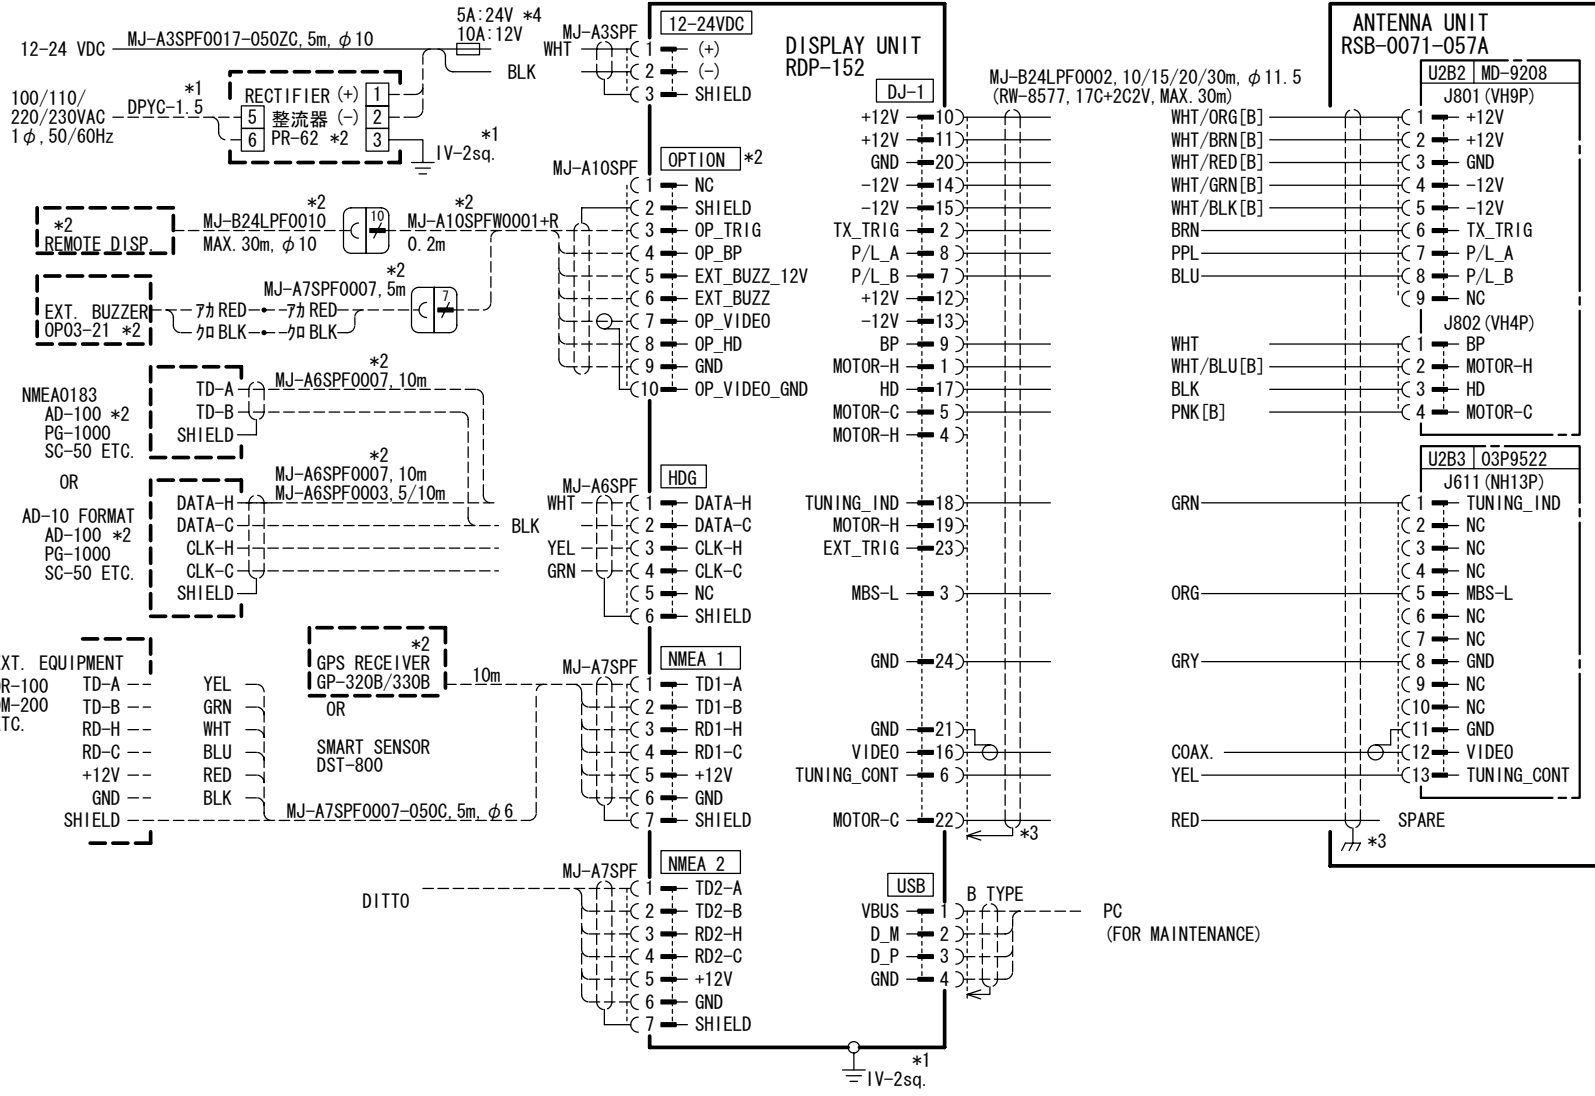 12-24 VDC
MJ-A3SPF0017-050ZC, 5m, φ10
5A:24V *4
10A:12V
WHT
BLK
MJ-A3SPF
12-24VDC
1 (+)
2 (-)
3 SHIELD
100/110/
220/230VAC
1φ, 50/60Hz
*1
DPYC-1.5
RECTIFIER (+) 1
5 整流器 (-) 2
6 PR-62 *2 3
*1
IV-2sq.
DISPLAY UNIT
RDP-152
MJ-A10SPF
OPTION *2
1 NC
2 SHIELD
3 OP_TRIG
4 OP_BP
5 EXT_BUZZ_12V
6 EXT_BUZZ
7 OP_VIDEO
8 OP_HD
9 GND
10 OP_VIDEO_GND
*2
REMOTE DISP.
*2
MJ-B24LPF0010
MAX. 30m, φ10
10
*2
MJ-A10SPFW0001+R
0.2m
EXT. BUZZER
OP03-21 *2
アカ RED アカ RED
クロ BLK クロ BLK
*2
MJ-A7SPF0007, 5m
7
NMEA0183
AD-100 *2
PG-1000
SC-50 ETC.
TD-A
TD-B
SHIELD
*2
MJ-A6SPF0007, 10m
OR
AD-10 FORMAT
AD-100 *2
PG-1000
SC-50 ETC.
DATA-H
DATA-C
CLK-H
CLK-C
SHIELD
*2
MJ-A6SPF0007, 10m
MJ-A6SPF0003, 5/10m
WHT
BLK
YEL
GRN
MJ-A6SPF
HDG
1 DATA-H
2 DATA-C
3 CLK-H
4 CLK-C
5 NC
6 SHIELD
XT. EQUIPMENT
R-100
M-200
TC.
TD-A YEL
TD-B GRN
RD-H WHT
RD-C BLU
+12V RED
GND BLK
SHIELD
*2
GPS RECEIVER
GP-320B/330B
10m
OR
SMART SENSOR
DST-800
MJ-A7SPF0007-050C, 5m, φ6
MJ-A7SPF
NMEA 1
1 TD1-A
2 TD1-B
3 RD1-H
4 RD1-C
5 +12V
6 GND
7 SHIELD
DITTO
MJ-A7SPF
NMEA 2
1 TD2-A
2 TD2-B
3 RD2-H
4 RD2-C
5 +12V
6 GND
7 SHIELD
*1
IV-2sq.
DJ-1
+12V 10
+12V 11
GND 20
-12V 14
-12V 15
TX_TRIG 2
P/L_A 8
P/L_B 7
+12V 12
-12V 13
BP 9
MOTOR-H 1
HD 17
MOTOR-C 5
MOTOR-H 4
TUNING_IND 18
MOTOR-H 19
EXT_TRIG 23
MBS-L 3
GND 24
GND 21
VIDEO 16
TUNING_CONT 6
MOTOR-C 22
*3
USB
B TYPE
VBUS 1
D_M 2
D_P 3
GND 4
PC
(FOR MAINTENANCE)
MJ-B24LPF0002, 10/15/20/30m, φ11.5
(RW-8577, 17C+2C2V, MAX. 30m)
WHT/ORG[B]
WHT/BRN[B]
WHT/RED[B]
WHT/GRN[B]
WHT/BLK[B]
BRN
PPL
BLU
WHT
WHT/BLU[B]
BLK
PNK[B]
GRN
ORG
GRY
COAX.
YEL
RED
SPARE
*3
ANTENNA UNIT
RSB-0071-057A
U2B2 MD-9208
J801(VH9P)
1 +12V
2 +12V
3 GND
4 -12V
5 -12V
6 TX_TRIG
7 P/L_A
8 P/L_B
9 NC
J802(VH4P)
1 BP
2 MOTOR-H
3 HD
4 MOTOR-C
U2B3 03P9522
J611(NH13P)
1 TUNING_IND
2 NC
3 NC
4 NC
5 MBS-L
6 NC
7 NC
8 GND
9 NC
10 NC
11 GND
12 VIDEO
13 TUNING_CONT